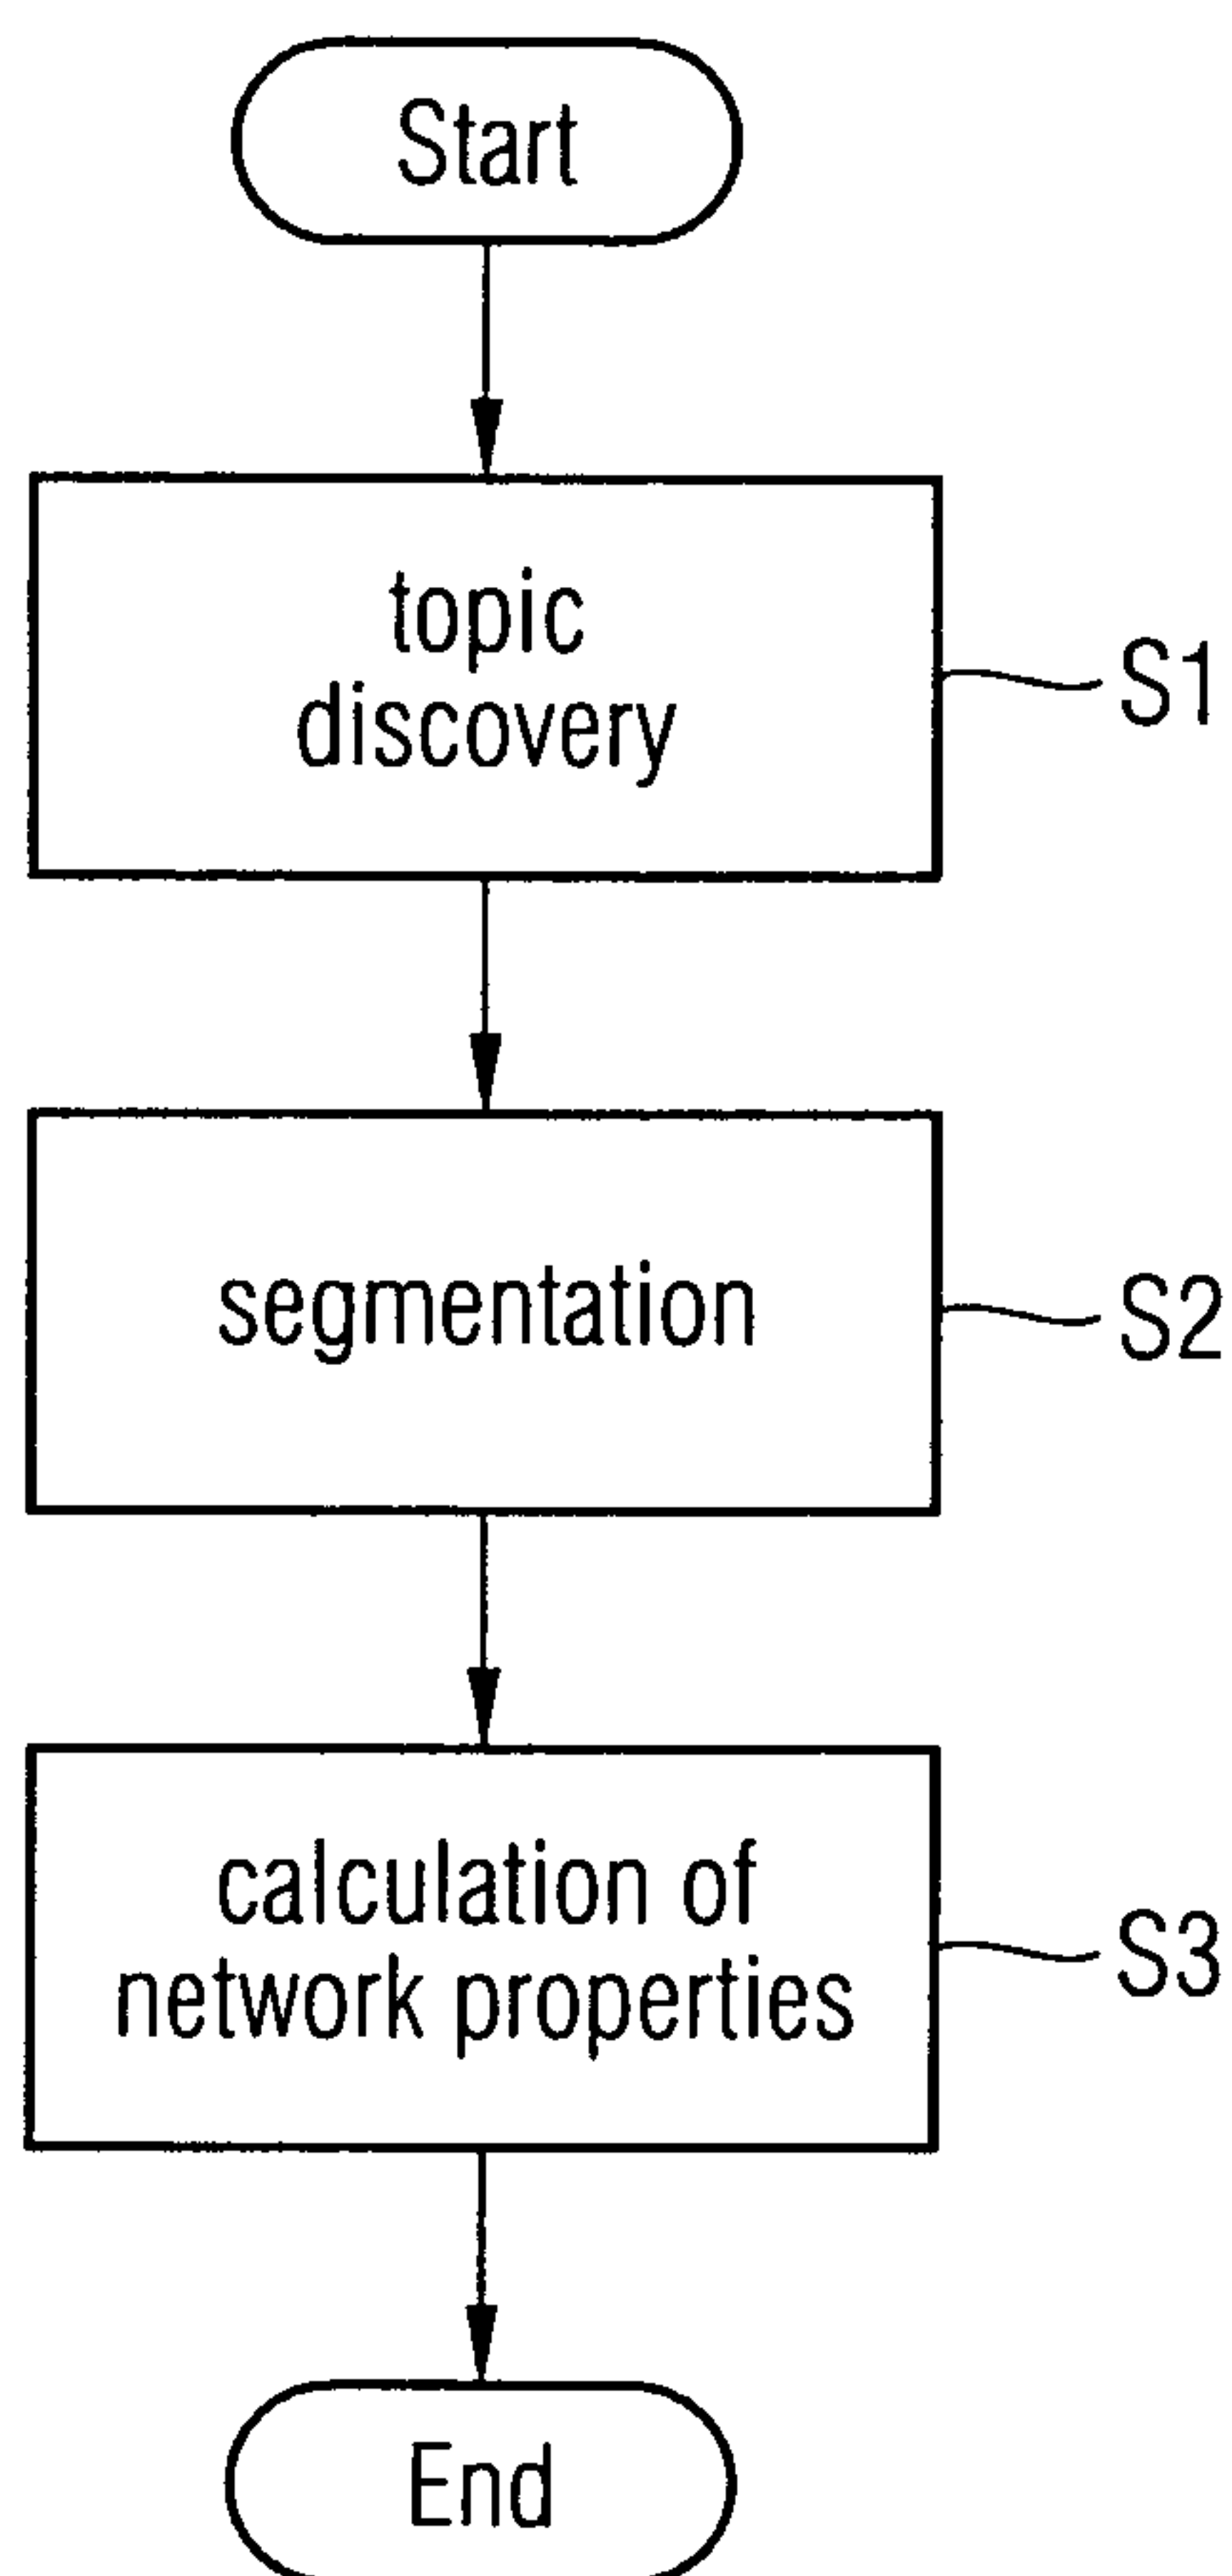 Start
topic
discovery
S1
segmentation
S2
calculation of
network properties
S3
End